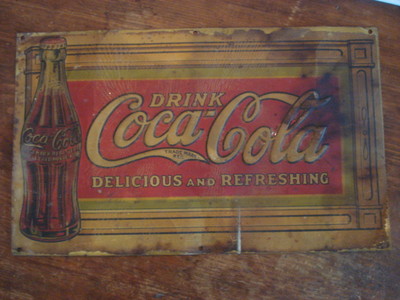 DRINK
Coca-Cola
TRADE MARK
DELICIOUS AND REFRESHING
Coca-Cola